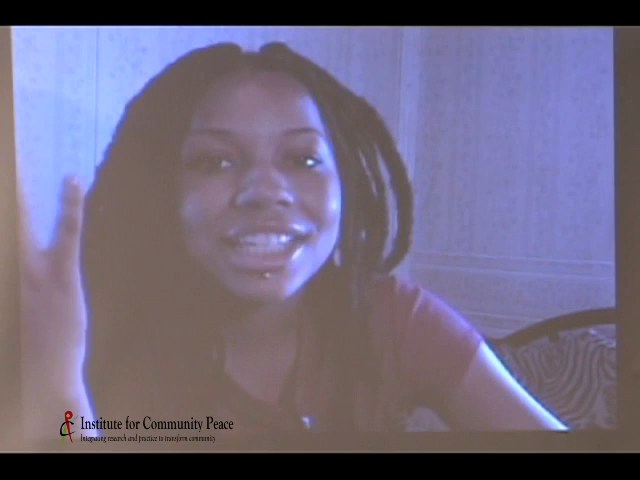 Institute for Community Peace
Integrating research and practice to transform community